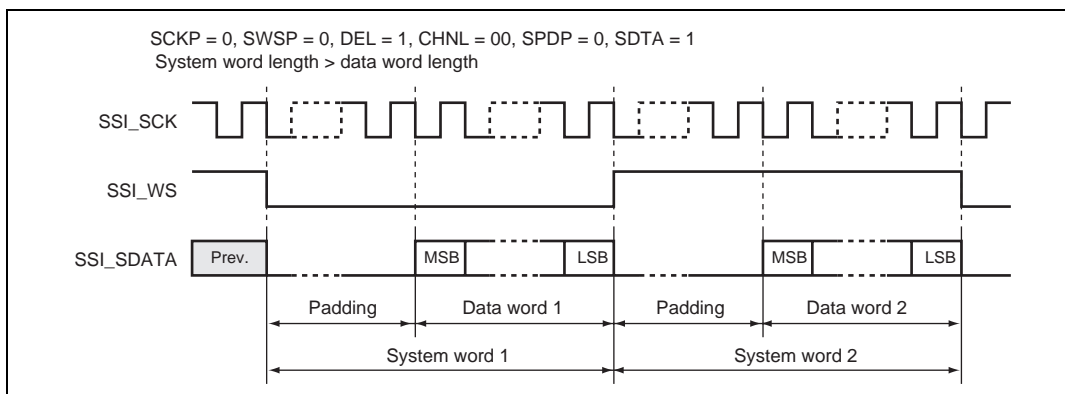 SCKP = 0, SWSP = 0, DEL = 1, CHNL = 00, SPDP = 0, SDTA = 1
System word length > data word length
SSI_SCK
SSI_WS
SSI_SDATA
Prev.
MSB
LSB
MSB
LSB
Padding
Data word 1
Padding
Data word 2
System word 1
System word 2